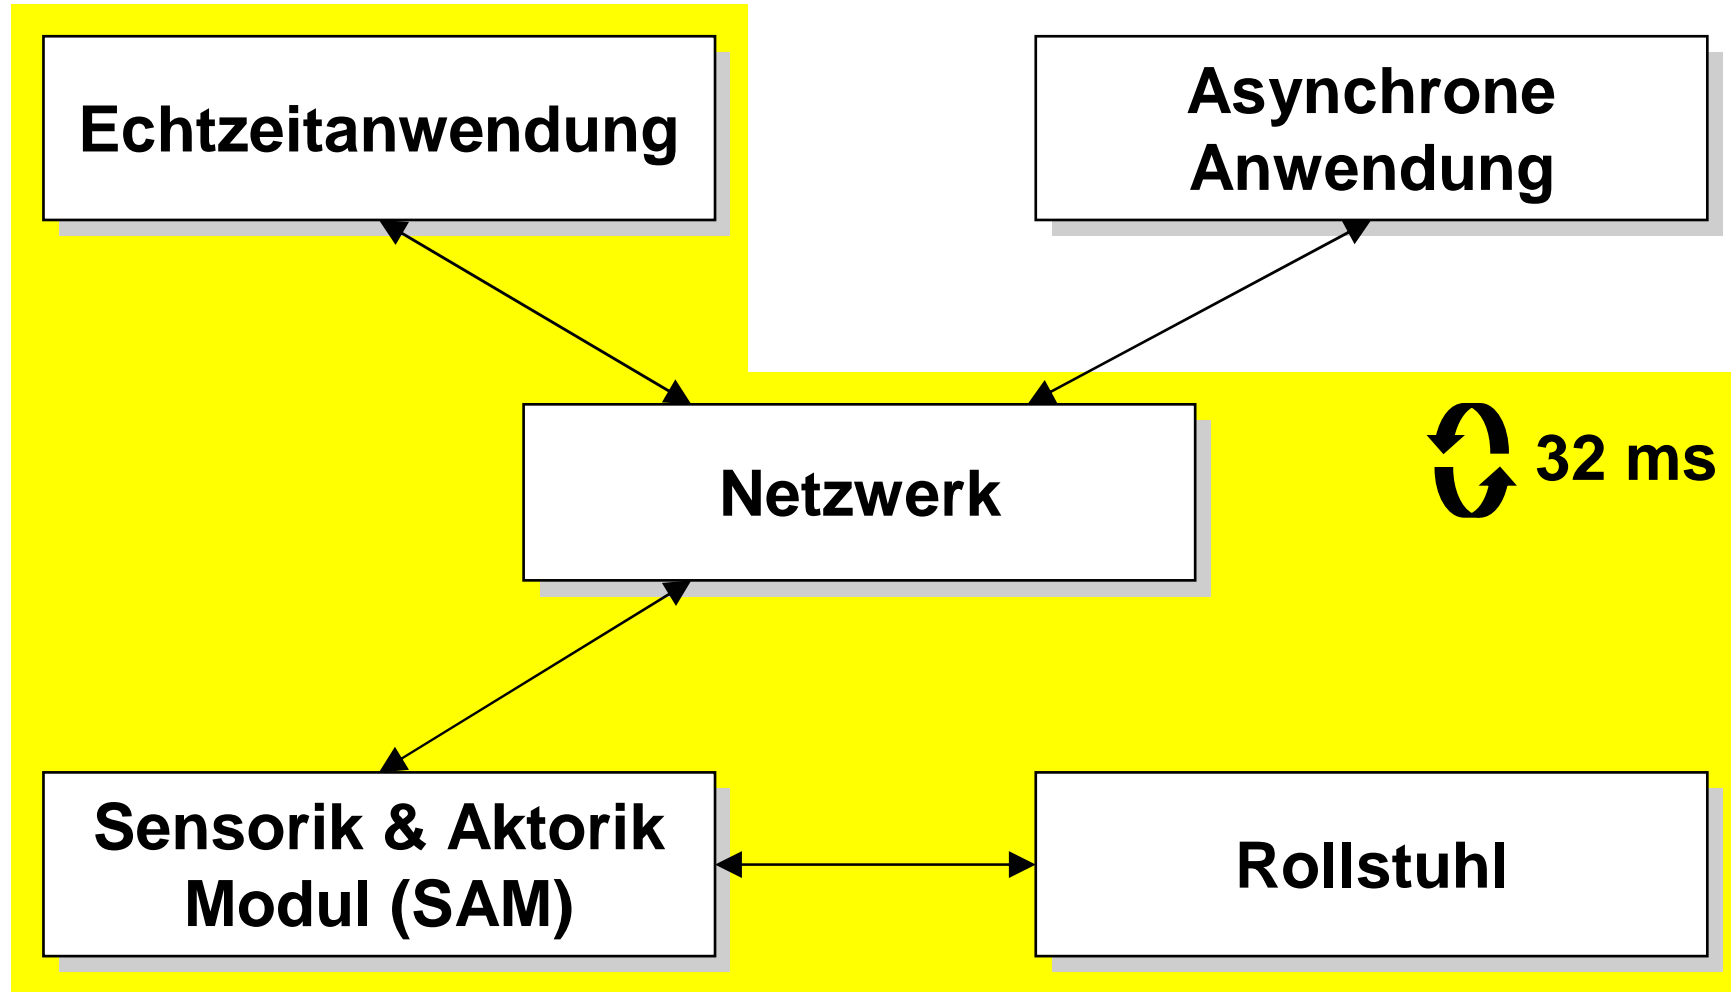 Echtzeitanwendung
Asynchrone
Anwendung
Netzwerk
32 ms
Sensorik & Aktorik
Modul (SAM)
Rollstuhl